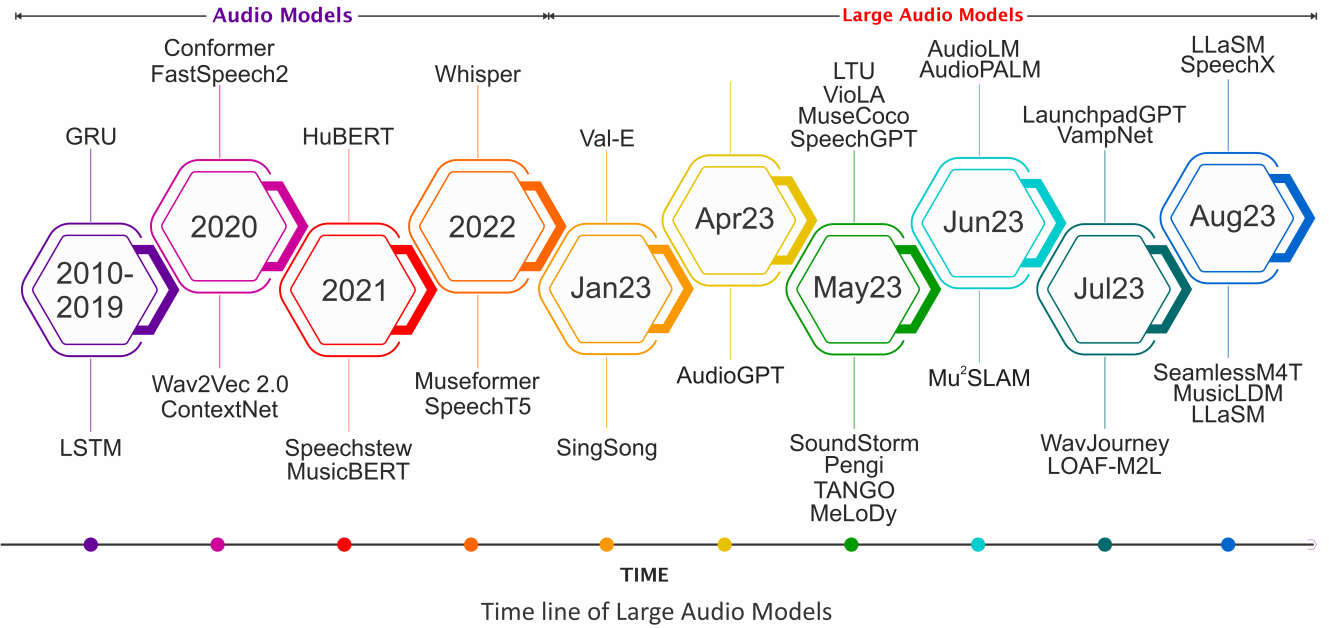 Audio Models
Large Audio Models
Conformer
FastSpeech2
GRU
HuBERT
Whisper
Val-E
LTU
VioLA
MuseCoco
SpeechGPT
AudioLM
AudioPALM
LaunchpadGPT
VampNet
LLaSM
SpeechX
2010-
2019
2020
2021
2022
Jan23
Apr23
May23
Jun23
Jul23
Aug23
LSTM
Wav2Vec 2.0
ContextNet
Speechstew
MusicBERT
Museformer
SpeechT5
SingSong
AudioGPT
SoundStorm
Pengi
TANGO
MeLoDy
Mu²SLAM
WavJourney
LOAF-M2L
SeamlessM4T
MusicLDM
LLaSM
TIME
Time line of Large Audio Models